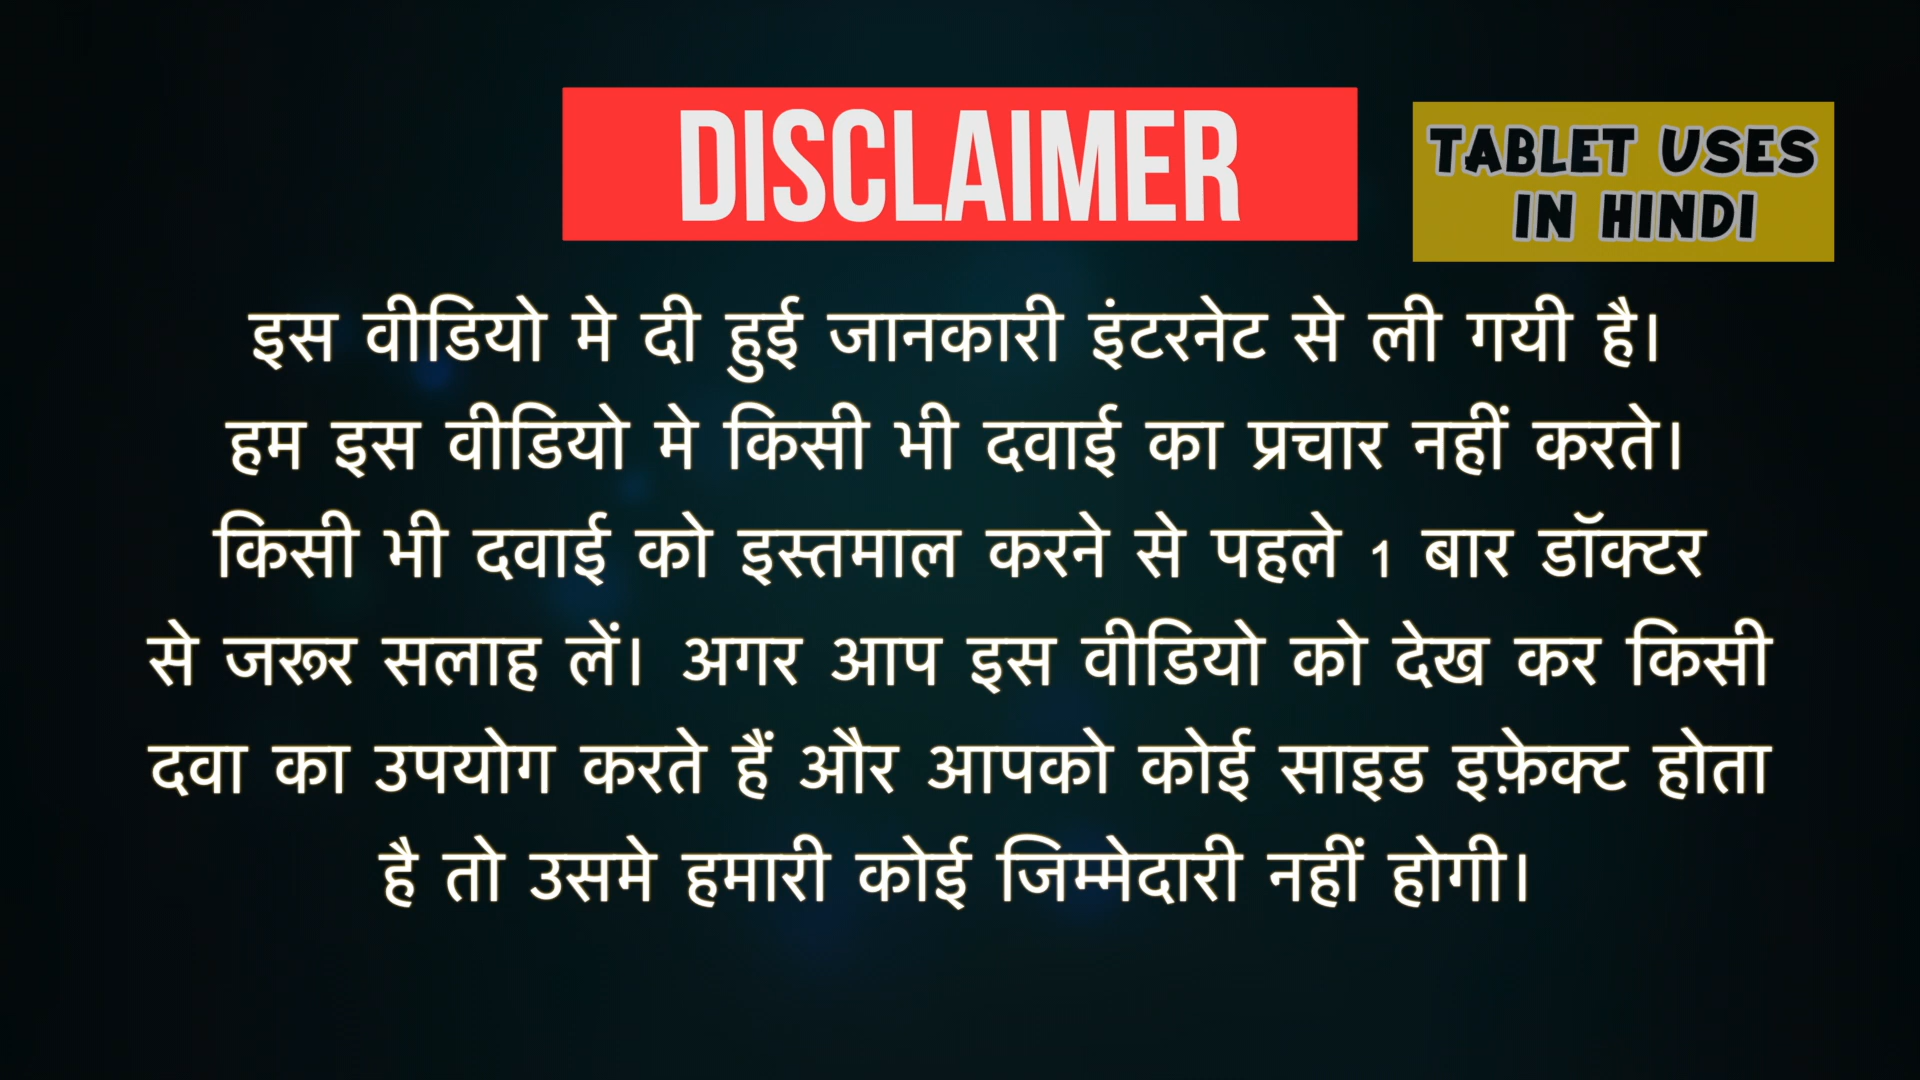 DISCLAIMER
TABLET USES
IN HINDI
इस वीडियो मे दी हुई जानकारी इंटरनेट से ली गयी है।
हम इस वीडियो मे किसी भी दवाई का प्रचार नहीं करते।
किसी भी दवाई को इस्तमाल करने से पहले 1 बार डॉक्टर
से जरूर सलाह लें। अगर आप इस वीडियो को देख कर किसी
दवा का उपयोग करते हैं और आपको कोई साइड इफ़ेक्ट होता
है तो उसमे हमारी कोई जिम्मेदारी नहीं होगी।